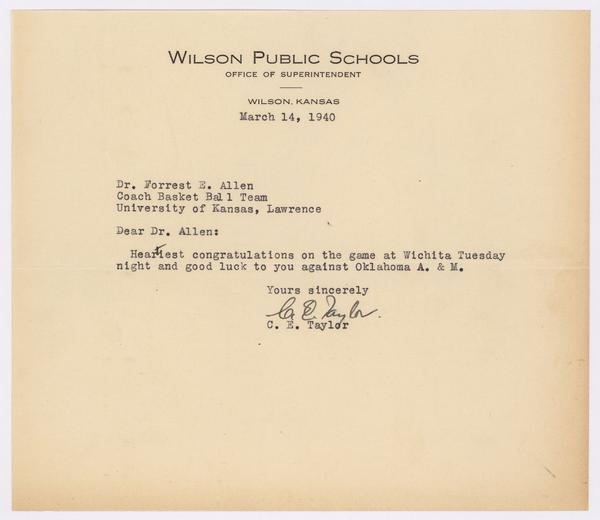 WILSON PUBLIC SCHOOLS
OFFICE OF SUPERINTENDENT
WILSON, KANSAS
March 14, 1940
Dr. Forrest E. Allen
Coach Basket Ball Team
University of Kansas, Lawrence
Dear Dr. Allen:
Heartiest congratulations on the game at Wichita Tuesday
night and good luck to you against Oklahoma A. & M.
Yours sincerely
C. E. Taylor.
C. E. Taylor